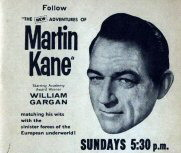 Follow
"THE new ADVENTURES OF
Martin
Kane"
Starring Academy
Award Winner
WILLIAM
GARGAN
matching his wits
with the
sinister forces of the
European underworld!
SUNDAYS 5:30 p.m.